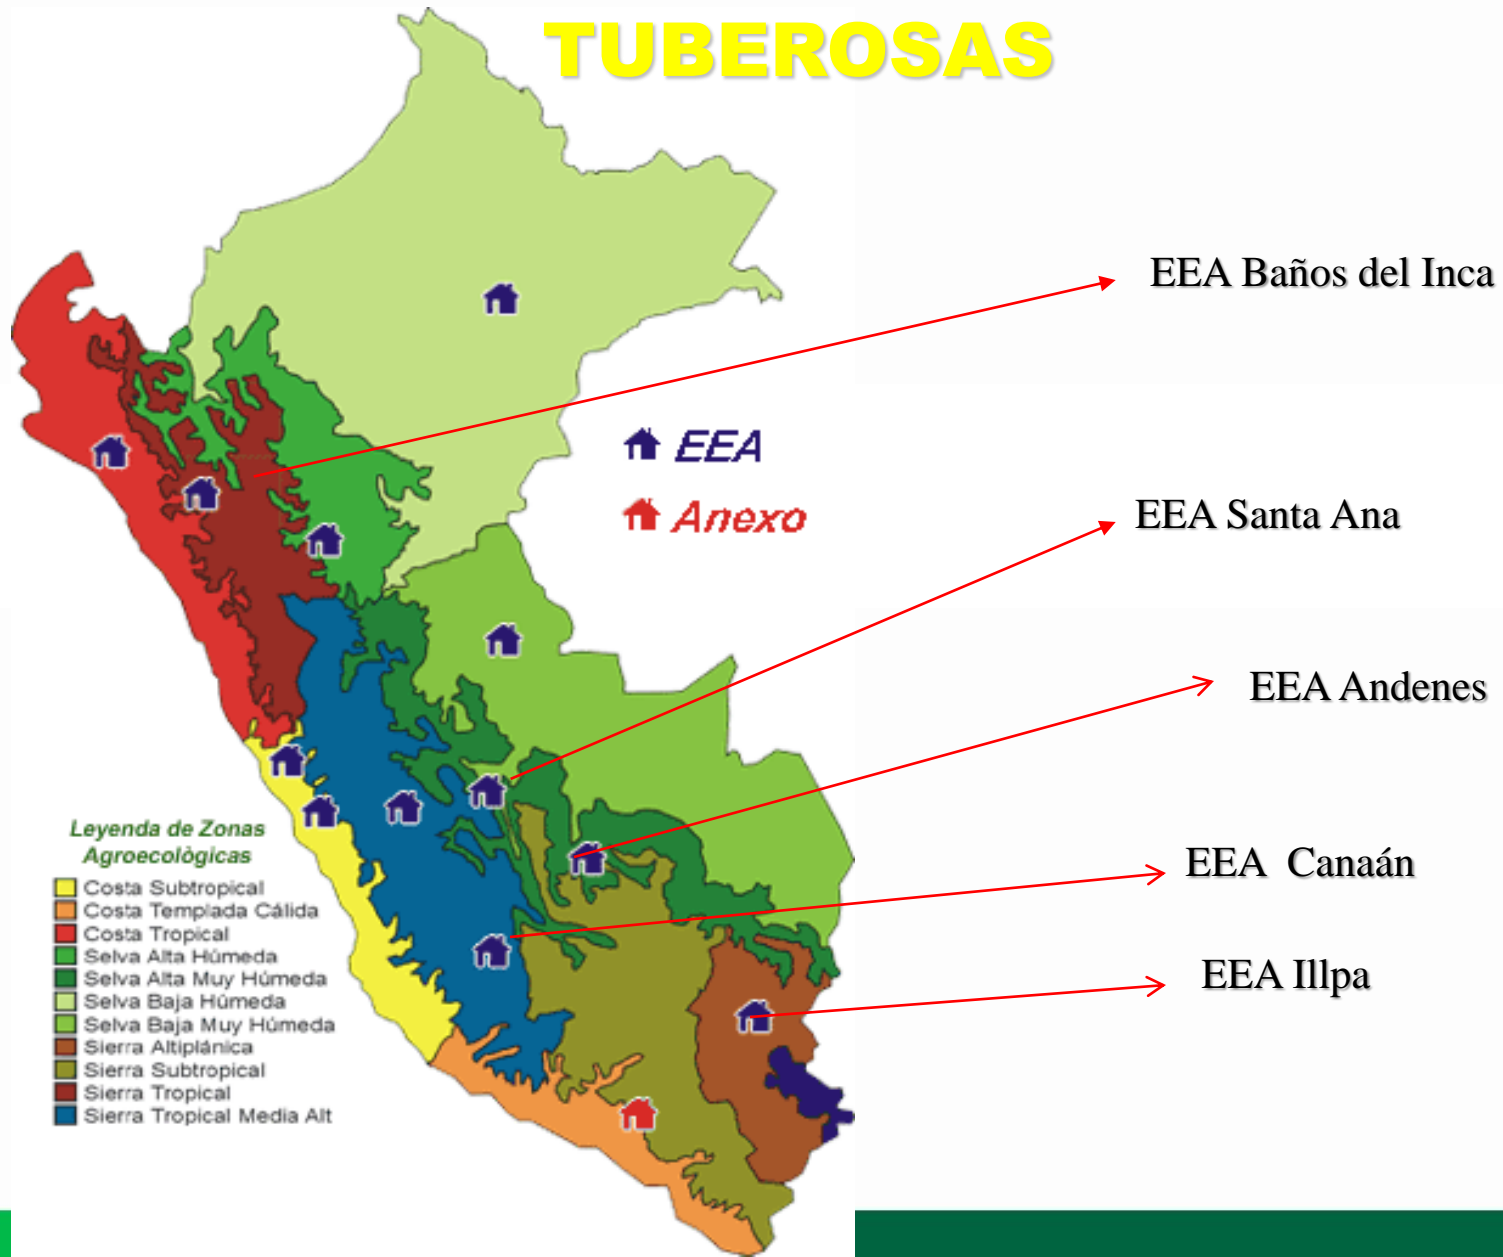 TUBEROSAS
EEA Baños del Inca
EEA
Anexo
EEA Santa Ana
EEA Andenes
EEA Canaán
EEA Illpa
Leyenda de Zonas
Agroecològicas
Costa Subtropical
Costa Templada Cálida
Costa Tropical
Selva Alta Húmeda
Selva Alta Muy Húmeda
Selva Baja Húmeda
Selva Baja Muy Húmeda
Sierra Altiplánica
Sierra Subtropical
Sierra Tropical
Sierra Tropical Media Alt